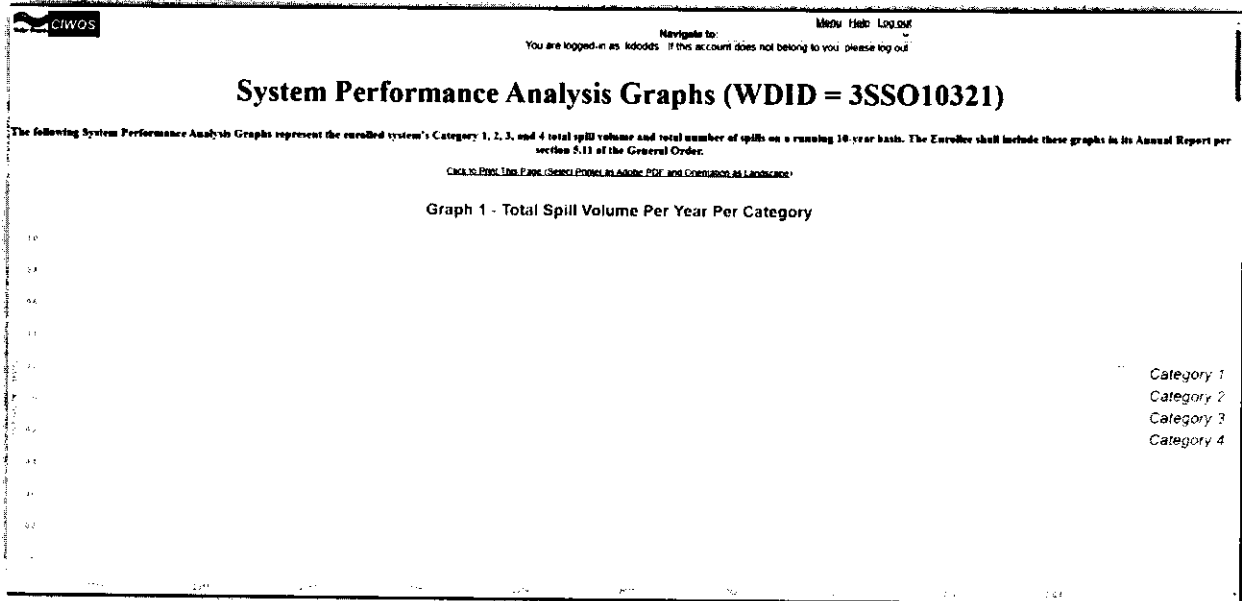 CIWOS
Menu Help Log out
Navigate to:
You are logged-in as kdodds If this account does not belong to you please log out
System Performance Analysis Graphs (WDID = 3SSO10321)
The following System Performance Analysis Graphs represent the enrolled system's Category 1, 2, 3, and 4 total spill volume and total number of spills on a running 10-year basis. The Enrollee shall include these graphs in its Annual Report per
section 5.11 of the General Order.
Click to Print This Page (Select Printer as Adobe PDF and Orientation as Landscape)
Graph 1 - Total Spill Volume Per Year Per Category
Category 1
Category 2
Category 3
Category 4